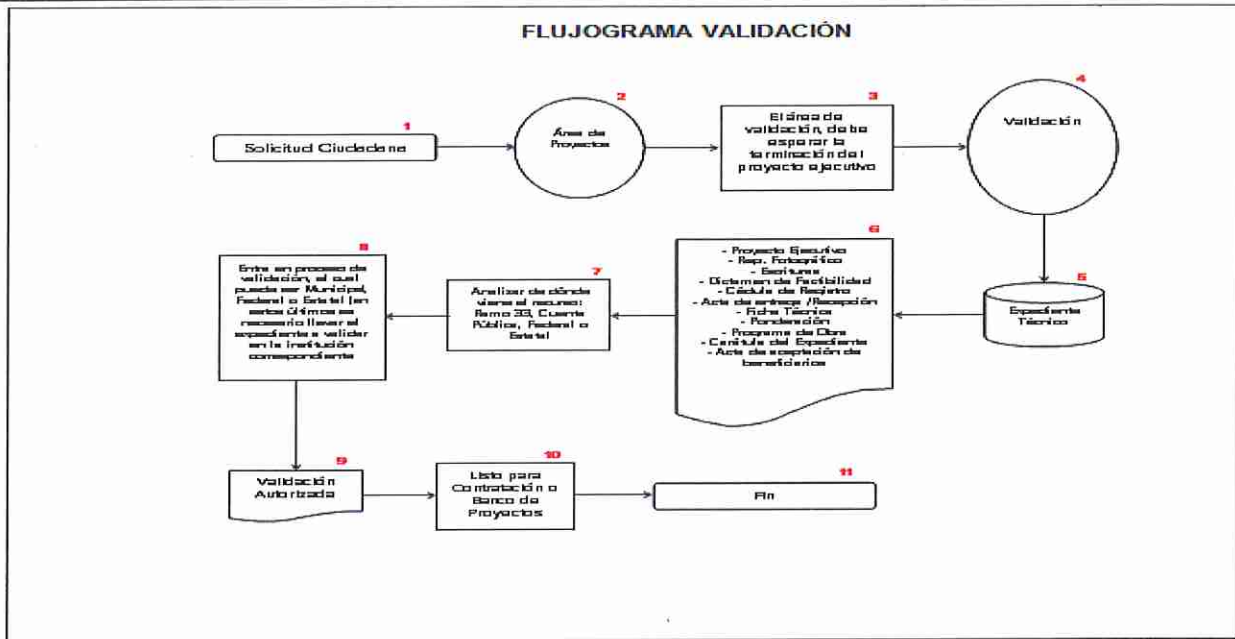 FLUJOGRAMA VALIDACIÓN
1
Solicitud Ciudadana
2
Área de
Proyectos
3
El área de
validación, debe
esperar la
terminación del
proyecto ejecutivo
4
Validación
5
Expediente
Técnico
6
- Proyecto Ejecutivo
- Rep. Fotográfico
- Escrituras
- Dictamen de Factibilidad
- Cédula de Registro
- Acta de entrega /Recepción
- Ficha Técnica
- Ponderación
- Programa de Obra
- Carátula del Expediente
- Acta de aceptación de
beneficiarios
7
Analizar de dónde
viene el recurso:
Ramo 33, Cuenta
Pública, Federal o
Estatal
8
Entra en proceso de
validación, el cual
puede ser Municipal,
Federal o Estatal (en
estos últimos es
necesario llevar el
expediente a validar
en la institución
correspondiente
9
Validación
Autorizada
10
Listo para
Contratación o
Banco de
Proyectos
11
Fin